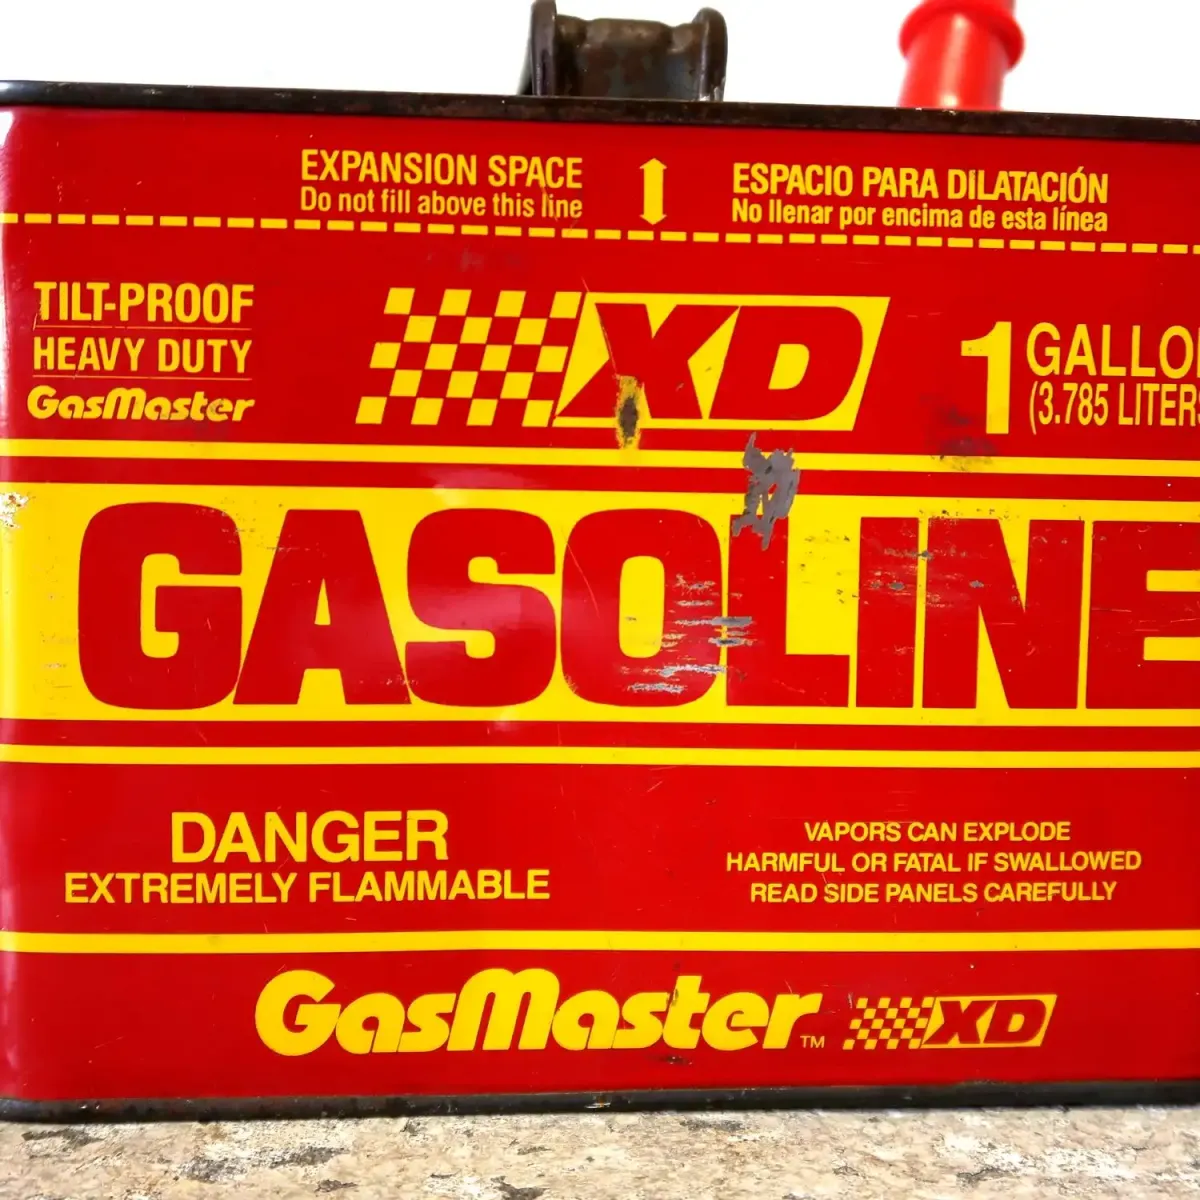 EXPANSION SPACE
Do not fill above this line
ESPACIO PARA DILATACIÓN
No llenar por encima de esta línea
TILT-PROOF
HEAVY DUTY
GasMaster
XD
1 GALLO
(3.785 LITERS
GASOLINE
DANGER
EXTREMELY FLAMMABLE
VAPORS CAN EXPLODE
HARMFUL OR FATAL IF SWALLOWED
READ SIDE PANELS CAREFULLY
GasMaster™ XD